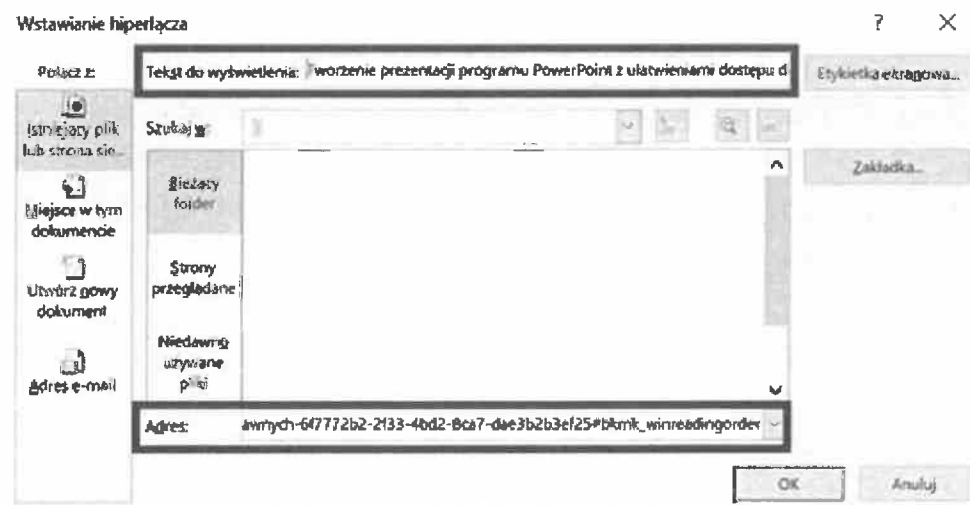 Wstawianie hiperłącza
? ×
Połącz z:
Tekst do wyświetlenia: Tworzenie prezentacji programu PowerPoint z ułatwieniami dostępu d
Etykietka ekranowa...
Istniejący plik
lub strona sie...
Szukaj w:
Bieżący
folder
Zakładka...
Miejsce w tym
dokumencie
Strony
przeglądane
Utwórz nowy
dokument
Niedawno
używane
pliki
Adres e-mail
Adres: awnych-6f7772b2-2f33-4bd2-8ca7-dae3b2b3ef25#bkmk_winreadingorder
OK
Anuluj